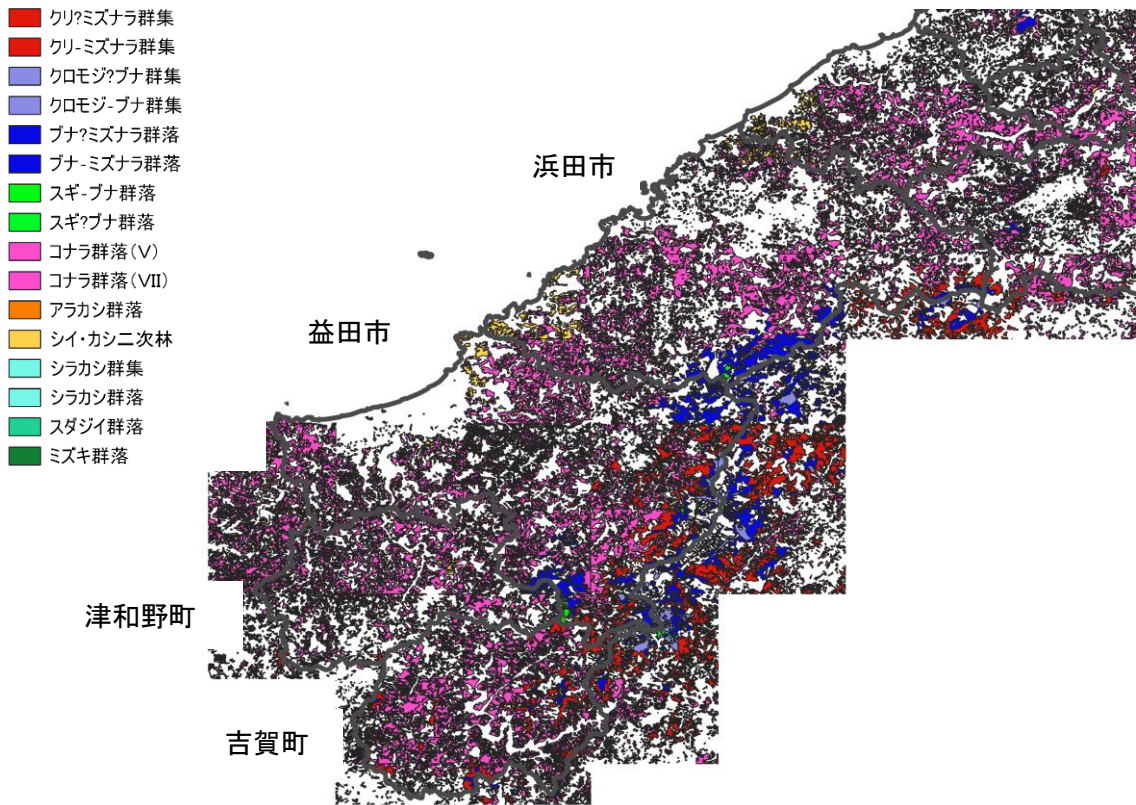 クリ?ミズナラ群集
クリ-ミズナラ群集
クロモジ?ブナ群集
クロモジ-ブナ群集
ブナ?ミズナラ群落
ブナ-ミズナラ群落
スギ-ブナ群落
スギ?ブナ群落
コナラ群落(Ⅴ)
コナラ群落(Ⅶ)
アラカシ群落
シイ・カシ二次林
シラカシ群集
シラカシ群落
スダジイ群落
ミズキ群落
浜田市
益田市
津和野町
吉賀町